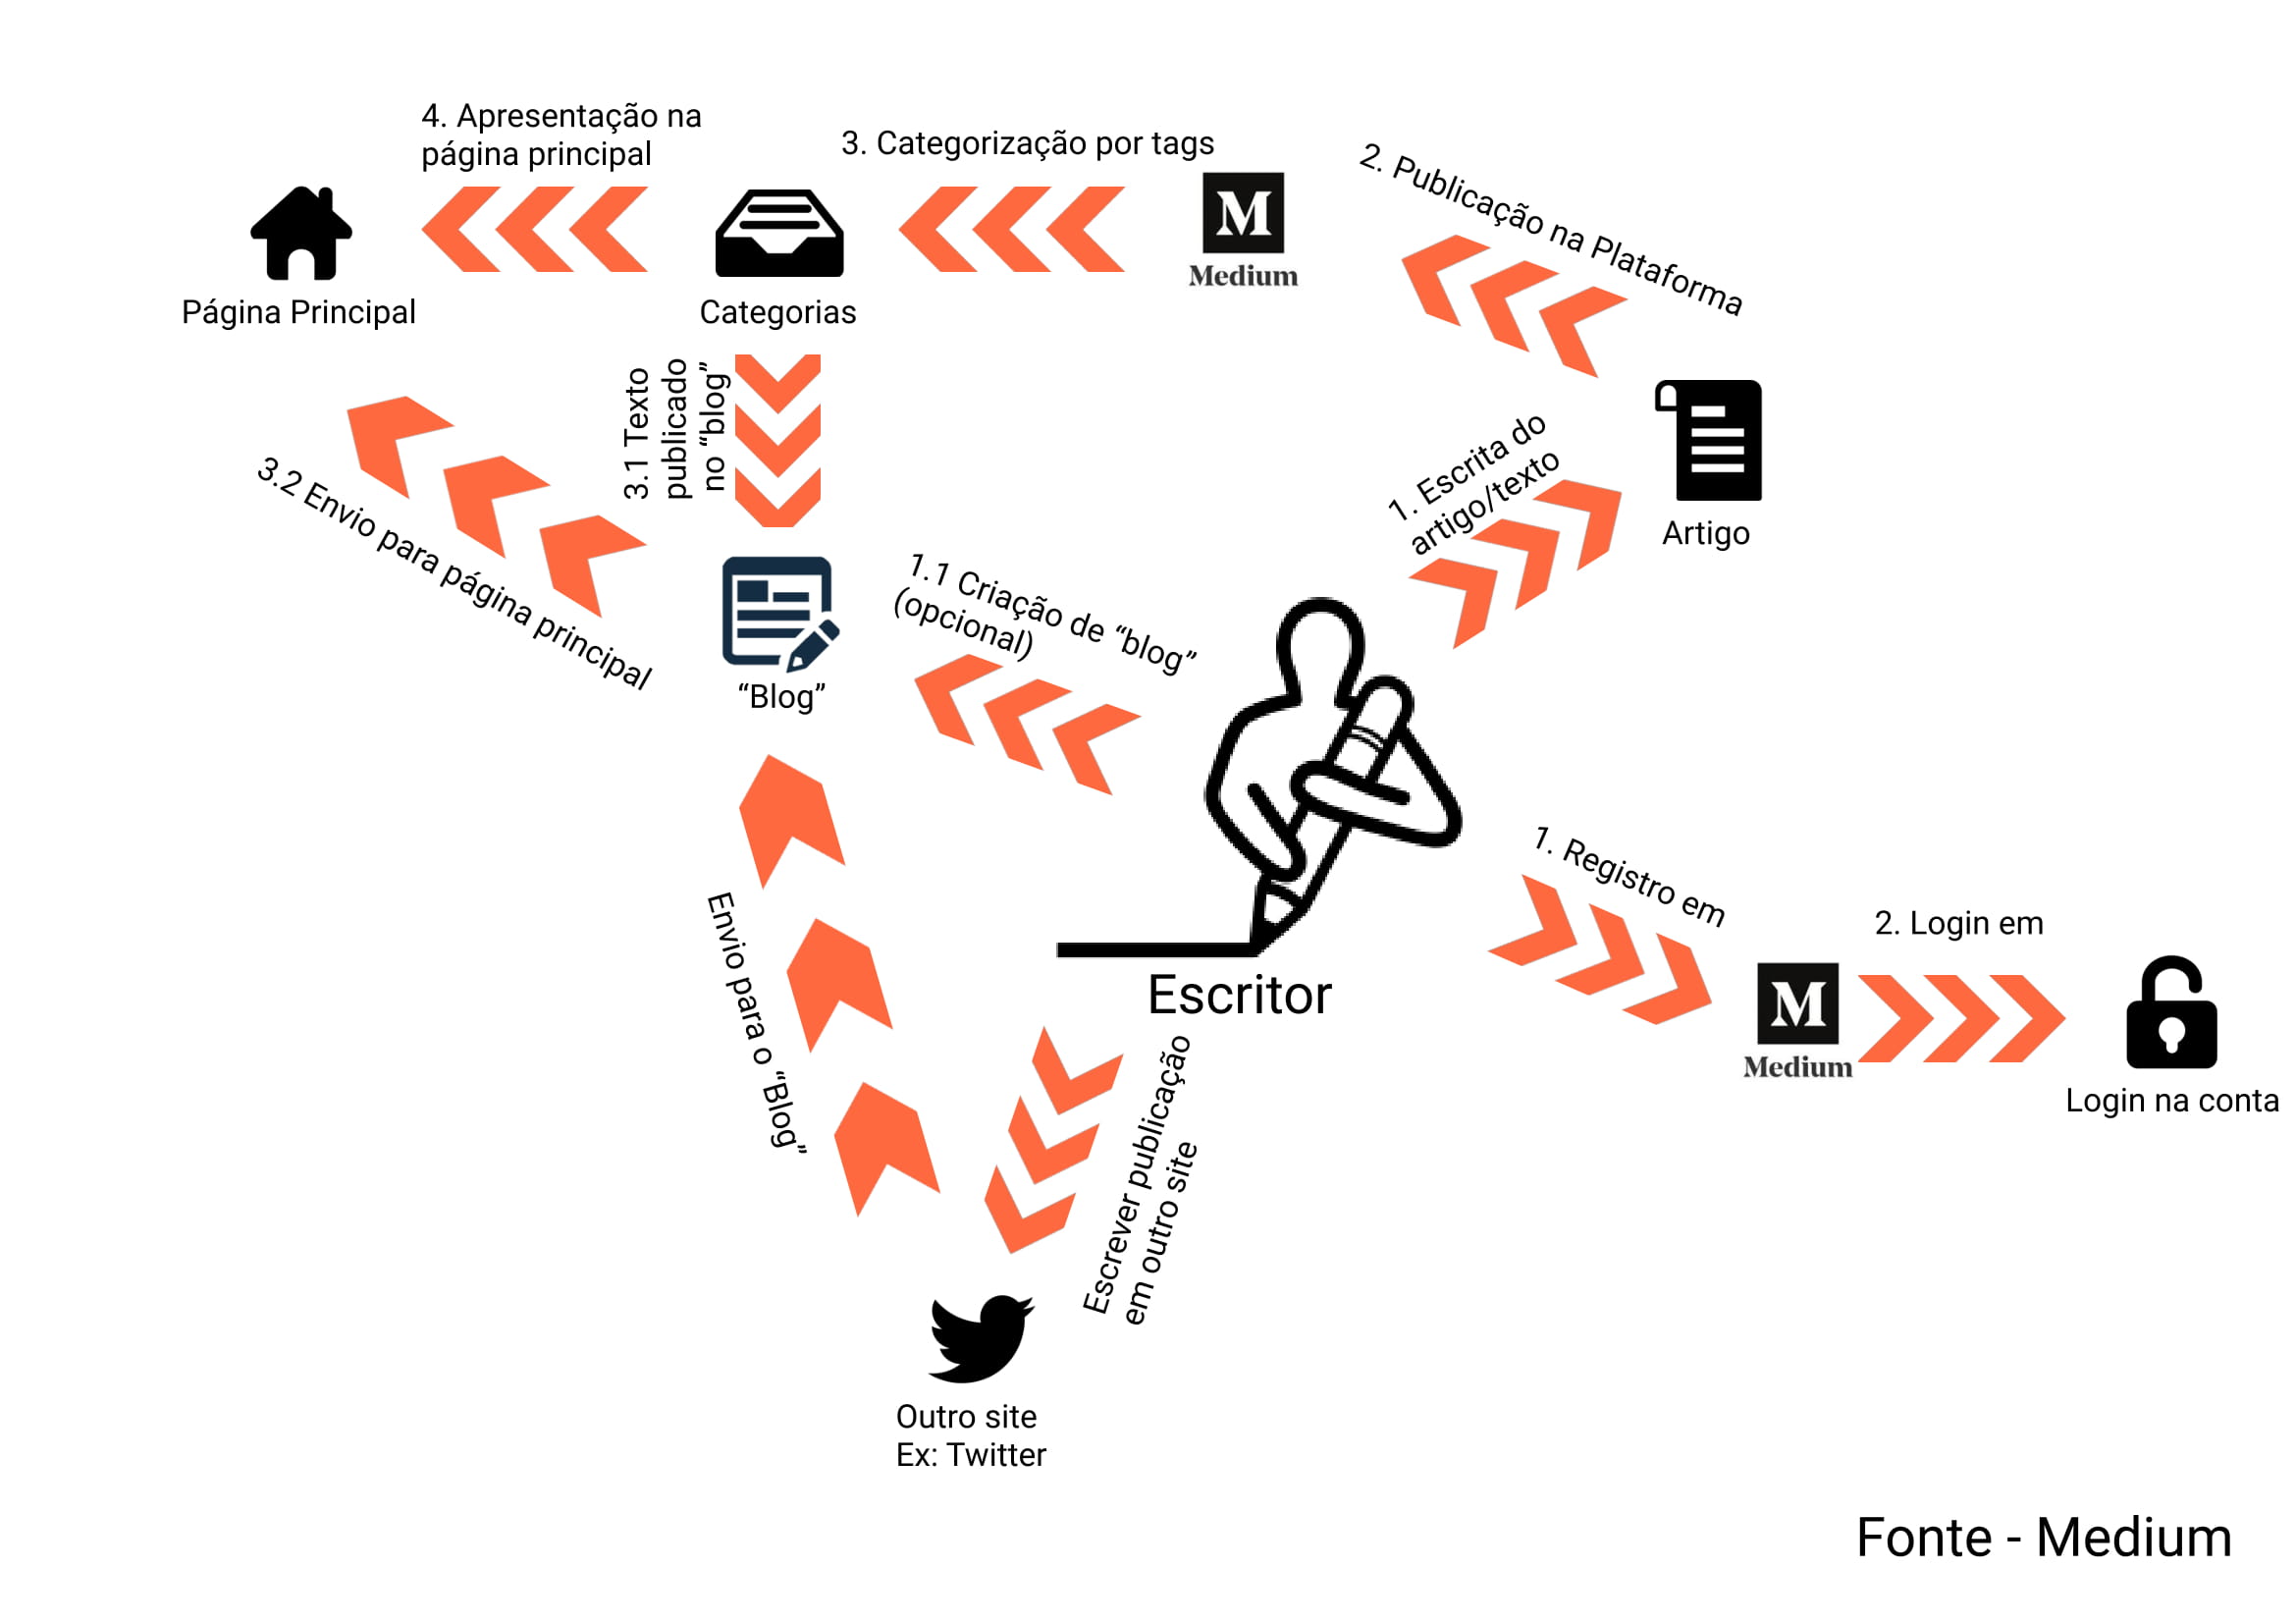 4. Apresentação na
página principal
3. Categorização por tags
2. Publicação na Plataforma
M
Medium
Página Principal
Categorias
3.1 Texto
publicado
no “blog”
1. Escrita do
artigo/texto
Artigo
3.2 Envio para página principal
1.1 Criação de “blog”
(opcional)
“Blog”
1. Registro em
2. Login em
Envio para o “Blog”
Escritor
M
Medium
Login na conta
Escrever publicação
em outro site
Outro site
Ex: Twitter
Fonte - Medium